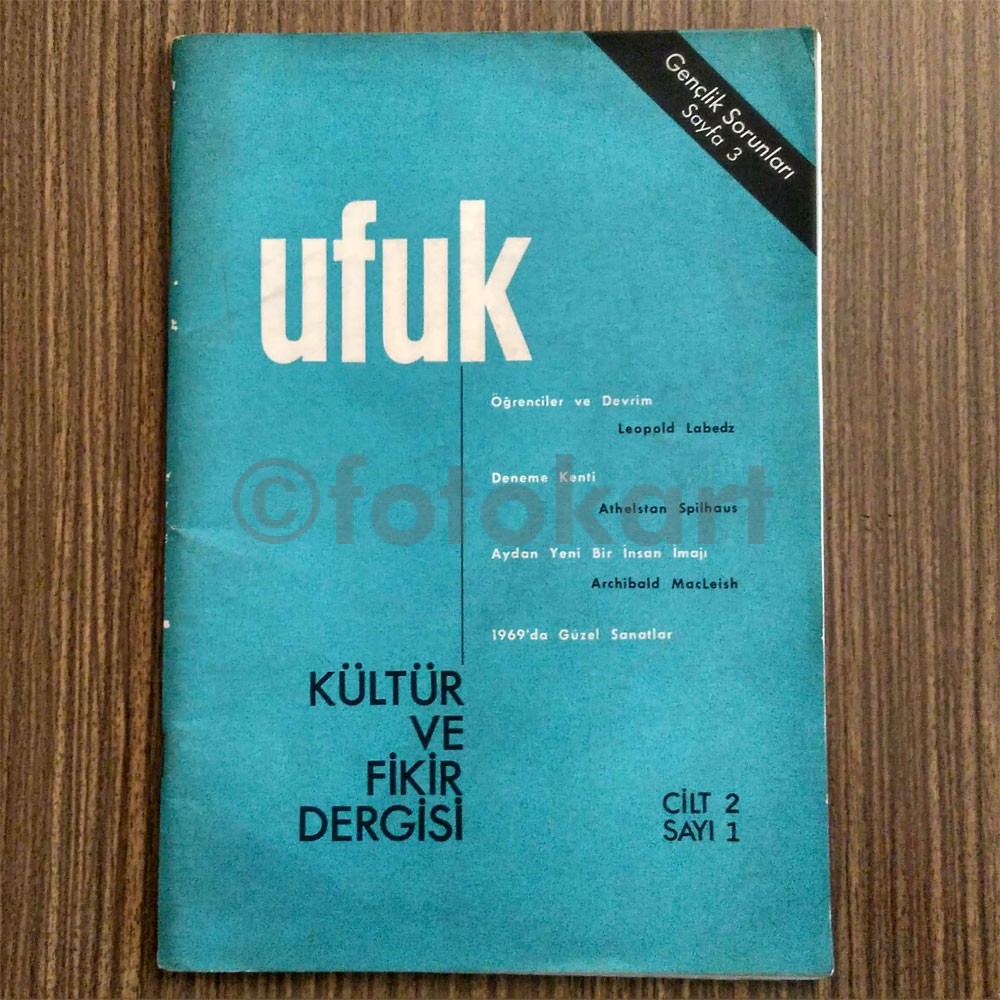 Gençlik Sorunları
Sayfa 3
ufuk
Öğrenciler ve Devrim
Leopold Labedz
Deneme Kenti
Athelstan Spilhaus
Aydan Yeni Bir İnsan İmajı
Archibald MacLeish
1969'da Güzel Sanatlar
KÜLTÜR
VE
FİKİR
DERGİSİ
CİLT 2
SAYI 1
©fotokart